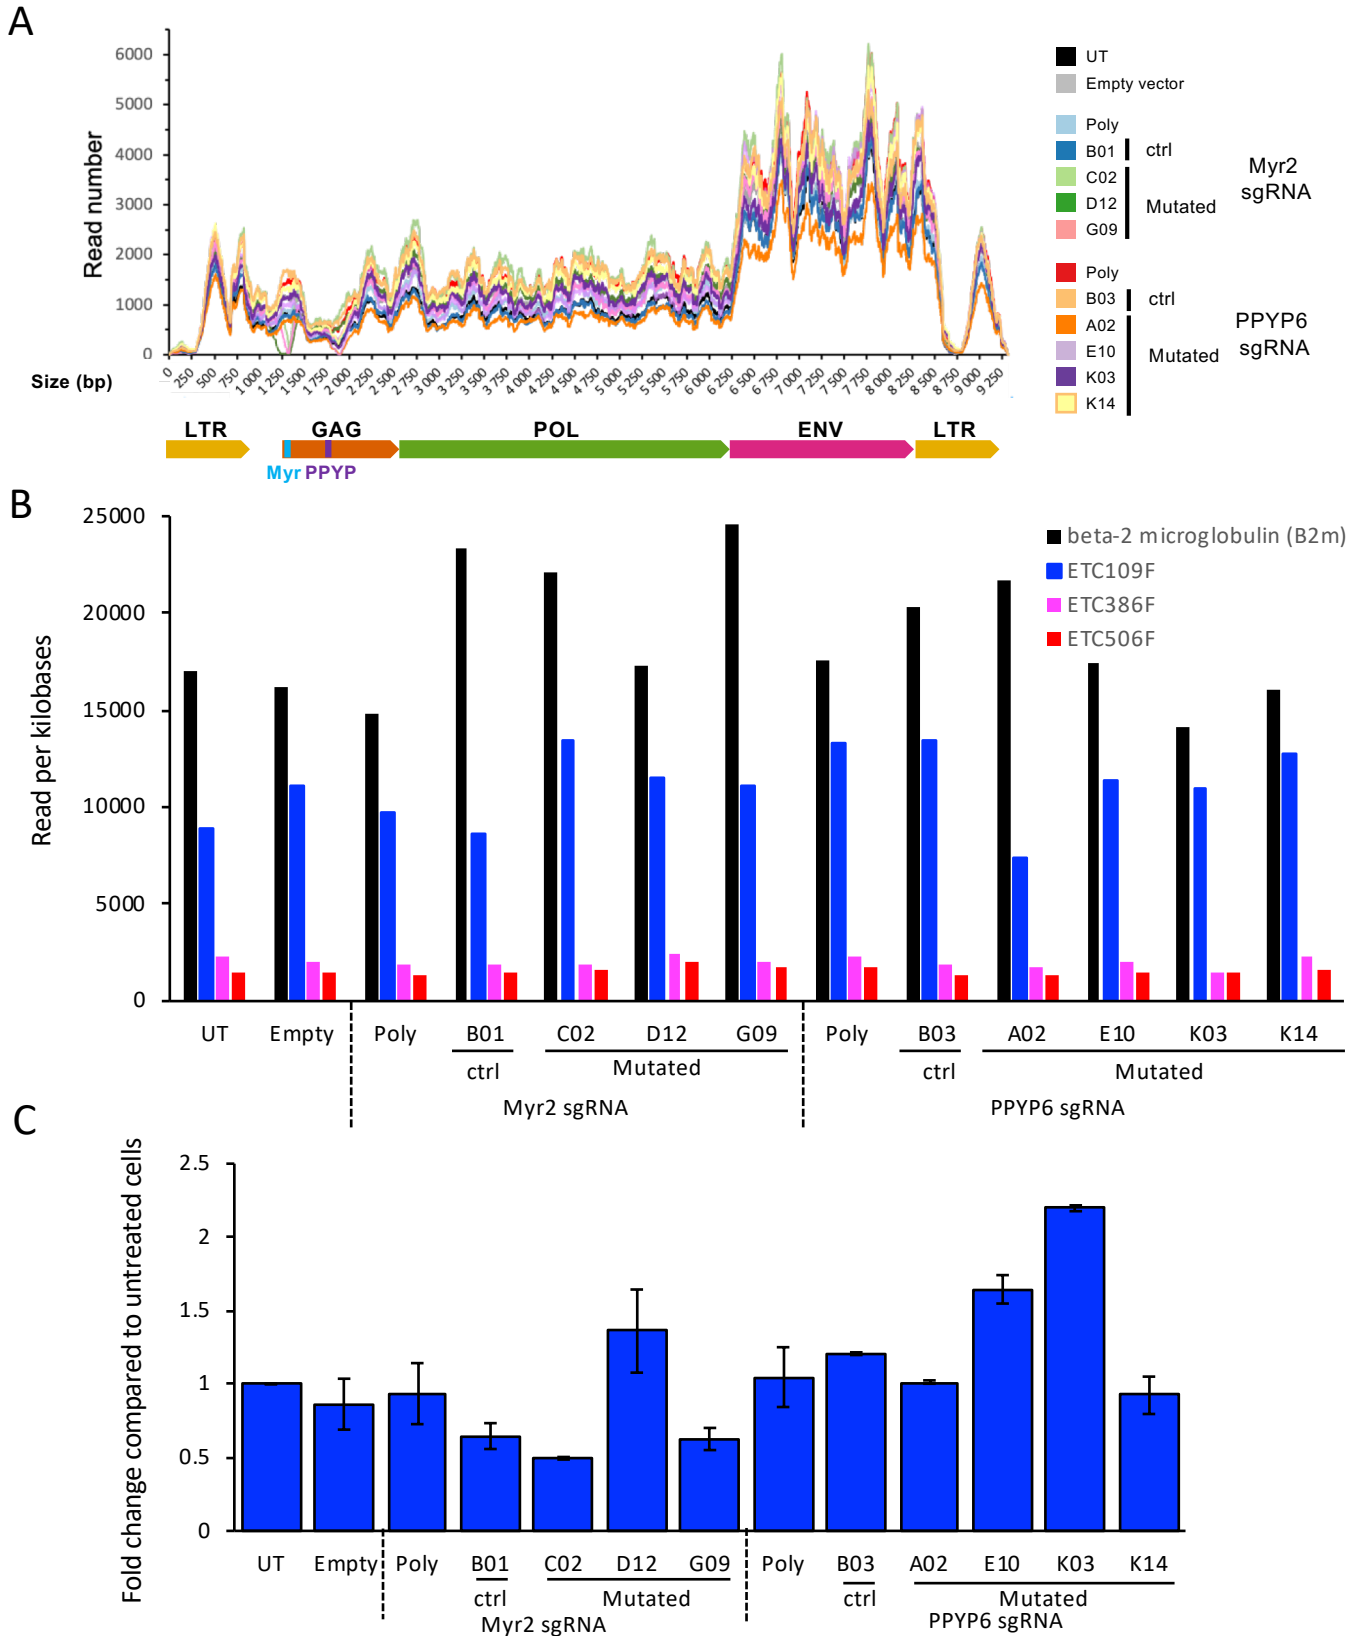 A
Read number
6000
5000
4000
3000
2000
1000
0
0 250 500 750 1 000 1 250 1 500 1 750 2 000 2 250 2 500 2 750 3 000 3 250 3 500 3 750 4 000 4 250 4 500 4 750 5 000 5 250 5 500 5 750 6 000 6 250 6 500 6 750 7 000 7 250 7 500 7 750 8 000 8 250 8 500 8 750 9 000 9 250
Size (bp)
LTR GAG POL ENV LTR
Myr PPYP
UT
Empty vector
Poly
B01 ctrl
C02
D12 Mutated
G09
Myr2
sgRNA
Poly
B03 ctrl
A02
E10 Mutated
K03
K14
PPYP6
sgRNA
B
Read per kilobases
25000
20000
15000
10000
5000
0
beta-2 microglobulin (B2m)
ETC109F
ETC386F
ETC506F
UT Empty Poly B01 C02 D12 G09 Poly B03 A02 E10 K03 K14
ctrl Mutated ctrl Mutated
Myr2 sgRNA PPYP6 sgRNA
C
Fold change compared to untreated cells
2.5
2
1.5
1
0.5
0
UT Empty Poly B01 C02 D12 G09 Poly B03 A02 E10 K03 K14
ctrl Mutated ctrl Mutated
Myr2 sgRNA PPYP6 sgRNA